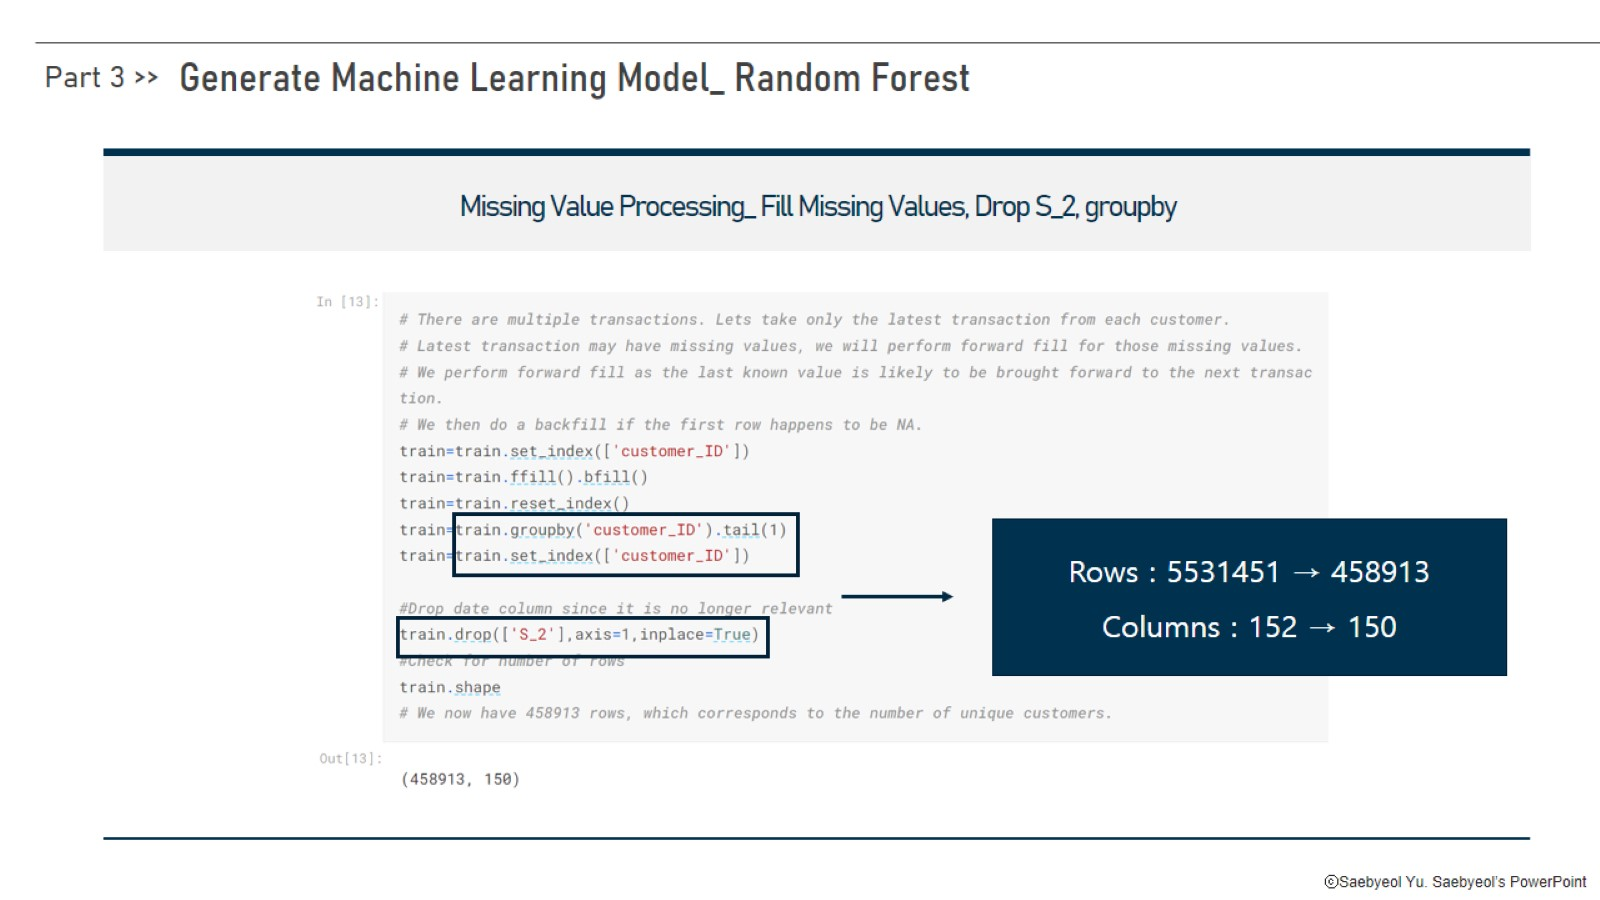 Part 3 >> Generate Machine Learning Model_ Random Forest
Missing Value Processing_ Fill Missing Values, Drop S_2, groupby
In [13]:
# There are multiple transactions. Lets take only the latest transaction from each customer.
# Latest transaction may have missing values, we will perform forward fill for those missing values.
# We perform forward fill as the last known value is likely to be brought forward to the next transac
tion.
# We then do a backfill if the first row happens to be NA.
train=train.set_index(['customer_ID'])
train=train.ffill().bfill()
train=train.reset_index()
train=train.groupby('customer_ID').tail(1)
train=train.set_index(['customer_ID'])
#Drop date column since it is no longer relevant
train.drop(['S_2'],axis=1,inplace=True)
#Check for number of rows
train.shape
# We now have 458913 rows, which corresponds to the number of unique customers.
Rows : 5531451 → 458913
Columns : 152 → 150
Out[13]:
(458913, 150)
ⓒSaebyeol Yu. Saebyeol's PowerPoint